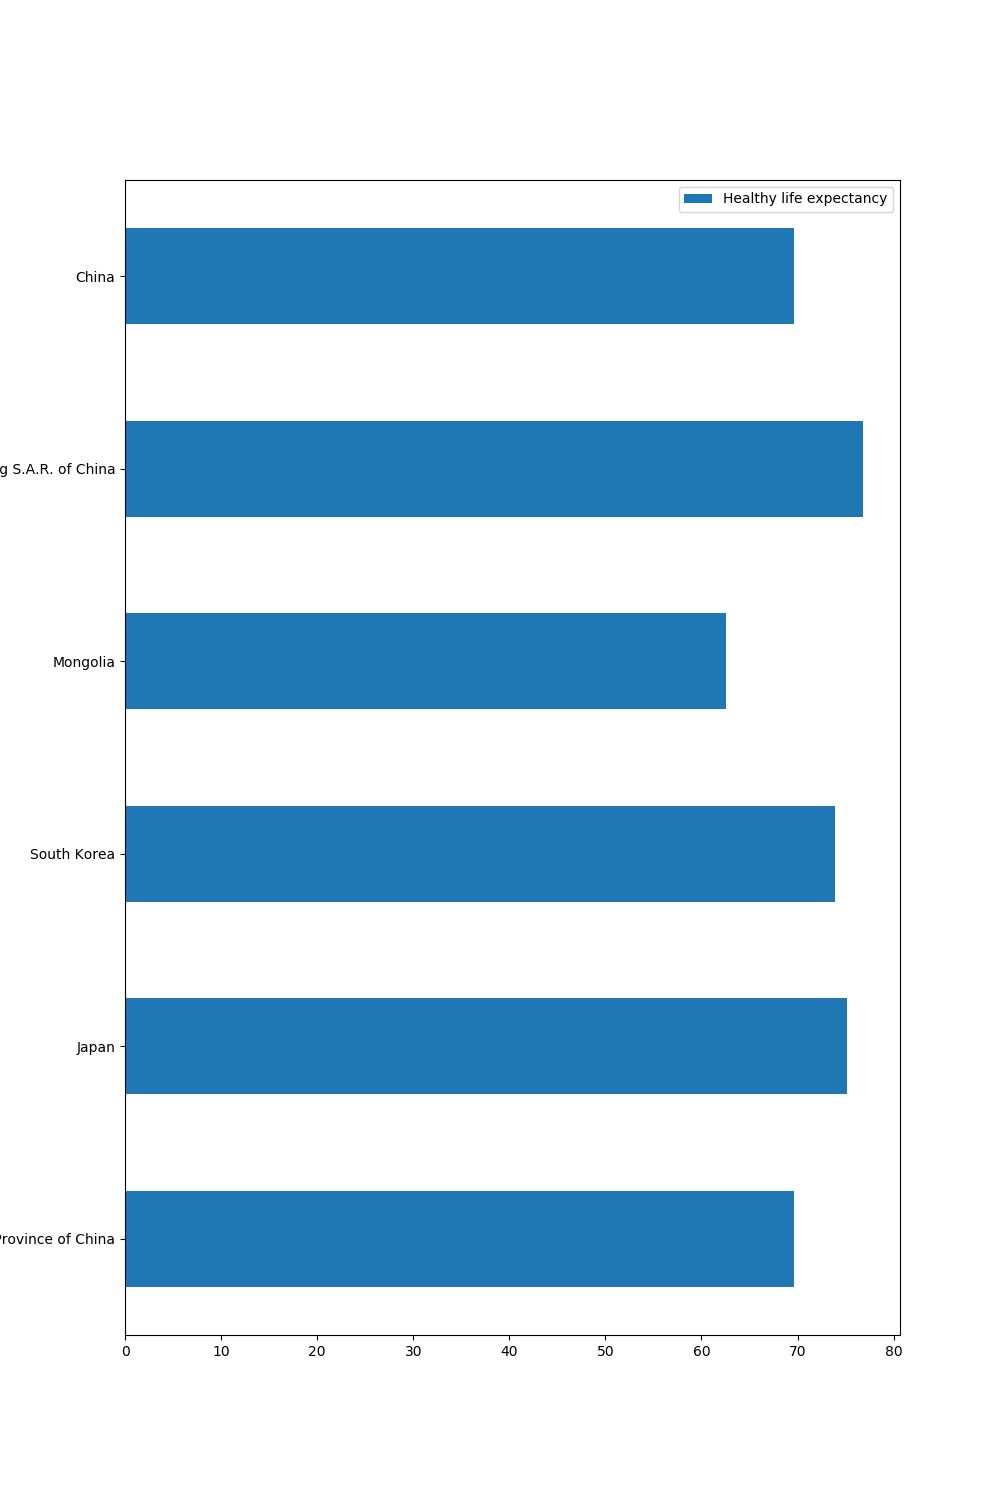 Healthy life expectancy
China
g S.A.R. of China
Mongolia
South Korea
Japan
Province of China
0 10 20 30 40 50 60 70 80